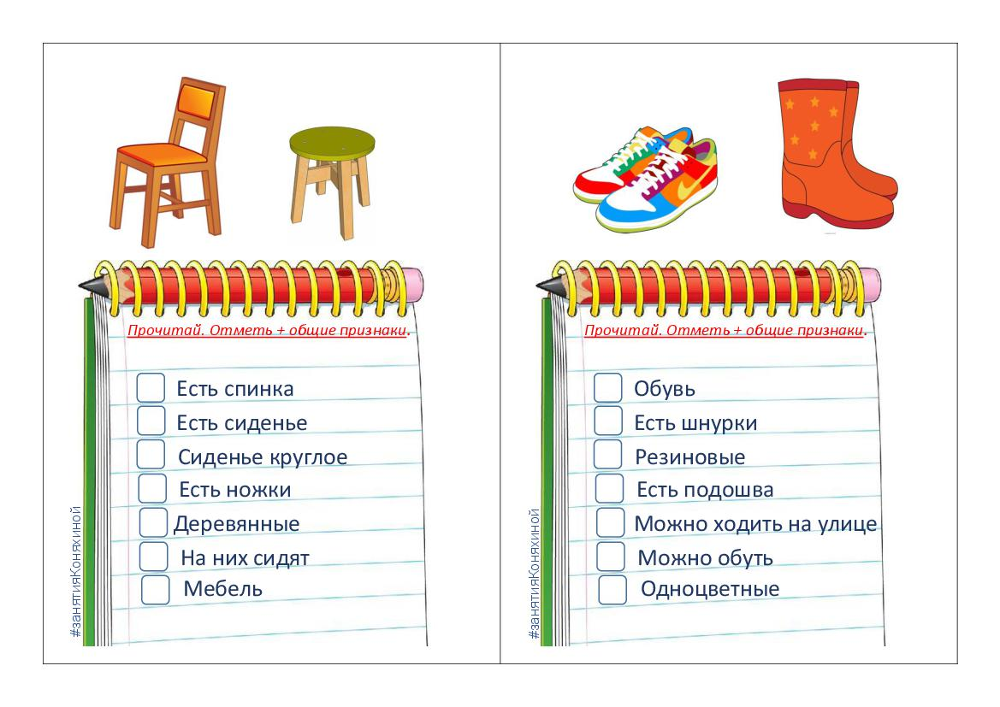 Прочитай. Отметь + общие признаки.
Есть спинка
Есть сиденье
Сиденье круглое
Есть ножки
Деревянные
На них сидят
Мебель
#занятияКоняхиной
Прочитай. Отметь + общие признаки.
Обувь
Есть шнурки
Резиновые
Есть подошва
Можно ходить на улице
Можно обуть
Одноцветные
#занятияКоняхиной